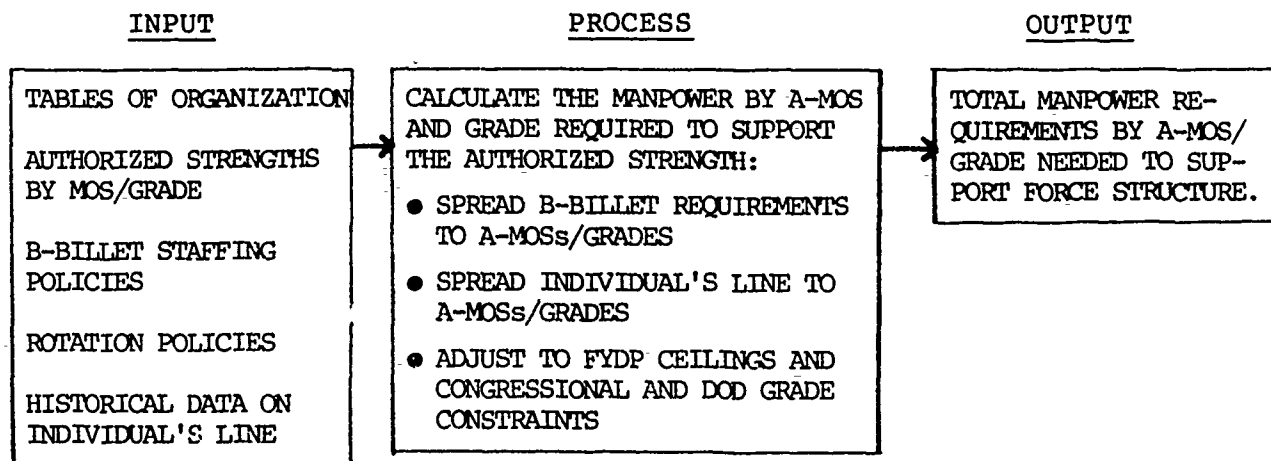 INPUT
TABLES OF ORGANIZATION
AUTHORIZED STRENGTHS
BY MOS/GRADE
B-BILLET STAFFING
POLICIES
ROTATION POLICIES
HISTORICAL DATA ON
INDIVIDUAL'S LINE
PROCESS
CALCULATE THE MANPOWER BY A-MOS
AND GRADE REQUIRED TO SUPPORT
THE AUTHORIZED STRENGTH:
● SPREAD B-BILLET REQUIREMENTS
TO A-MOSs/GRADES
● SPREAD INDIVIDUAL'S LINE TO
A-MOSs/GRADES
● ADJUST TO FYDP CEILINGS AND
CONGRESSIONAL AND DOD GRADE
CONSTRAINTS
OUTPUT
TOTAL MANPOWER RE-
QUIREMENTS BY A-MOS/
GRADE NEEDED TO SUP-
PORT FORCE STRUCTURE.